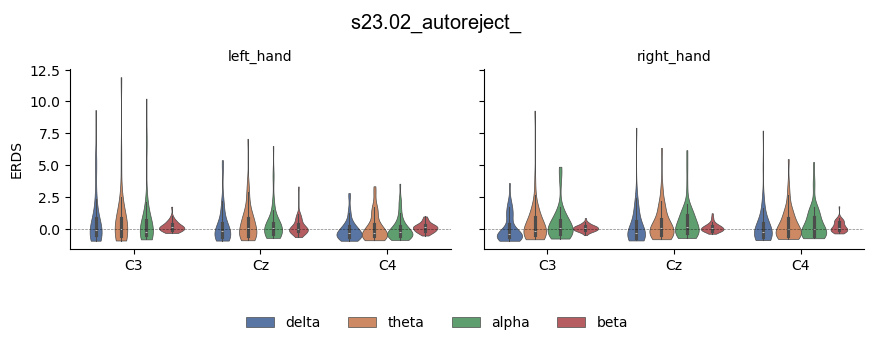 s23.02_autoreject_
left_hand
right_hand
12.5
10.0
7.5
5.0
2.5
0.0
ERDS
C3
Cz
C4
C3
Cz
C4
delta
theta
alpha
beta